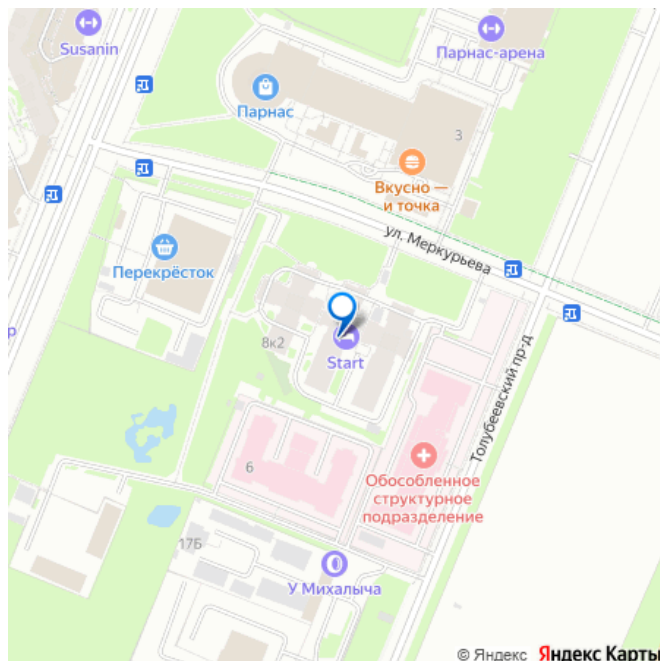 Susanin
Парнас-арена
Парнас
3
Вкусно —
и точка
ул. Меркурьева
Перекрёсток
р
8к2
Start
Толубеевский пр-д
6
Обособленное
структурное
подразделение
17Б
У Михалыча
© Яндекс Яндекс Карты